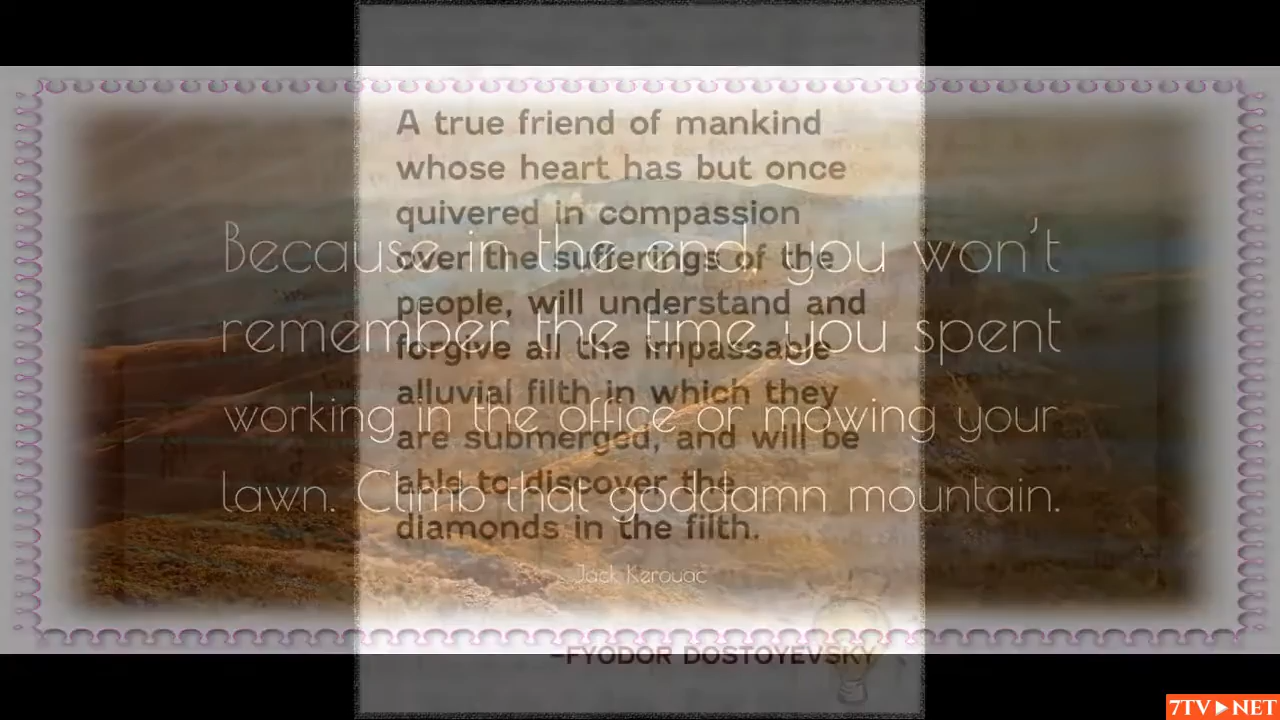 A true friend of mankind
whose heart has but once
quivered in compassion
over the sufferings of the
people, will understand and
forgive all the impassable
alluvial filth in which they
are submerged, and will be
able to discover the
diamonds in the filth.
-FYODOR DOSTOYEVSKY
Because in the end, you won't
remember the time you spent
working in the office or mowing your
lawn. Climb that goddamn mountain.
Jack Kerouac
7TV NET